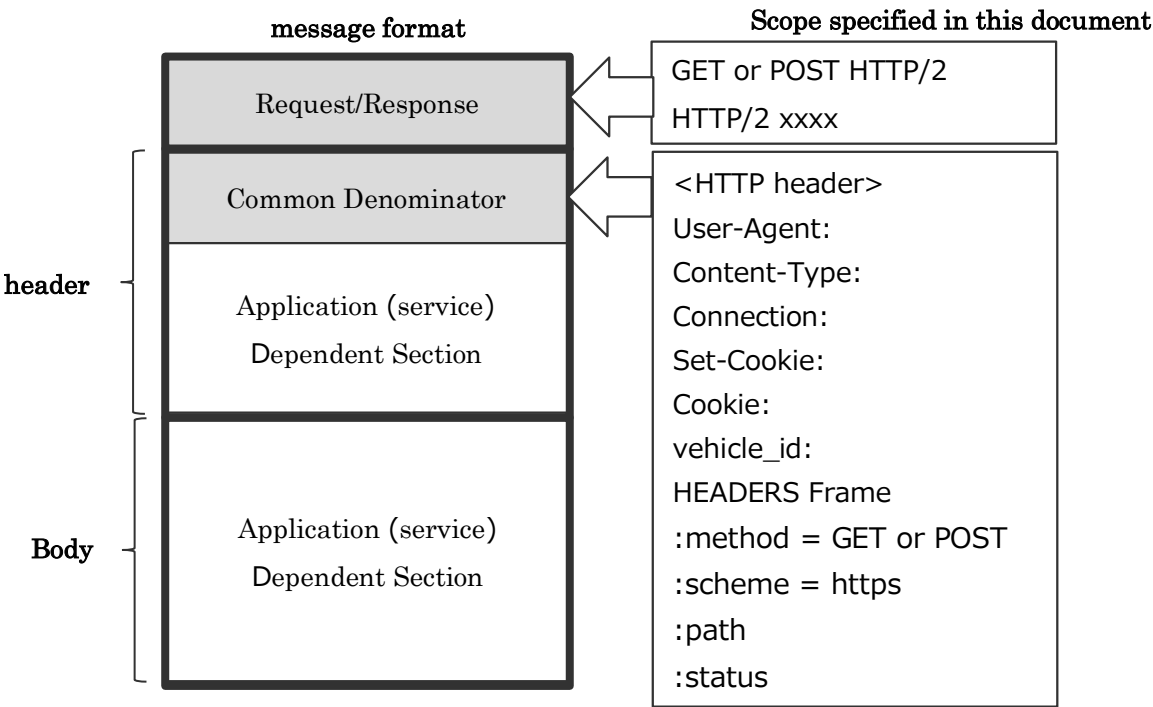 message format
Scope specified in this document
Request/Response
GET or POST HTTP/2
HTTP/2 xxxx
header
Common Denominator
Application (service)
Dependent Section
<HTTP header>
User-Agent:
Content-Type:
Connection:
Set-Cookie:
Cookie:
vehicle_id:
HEADERS Frame
:method = GET or POST
:scheme = https
:path
:status
Body
Application (service)
Dependent Section